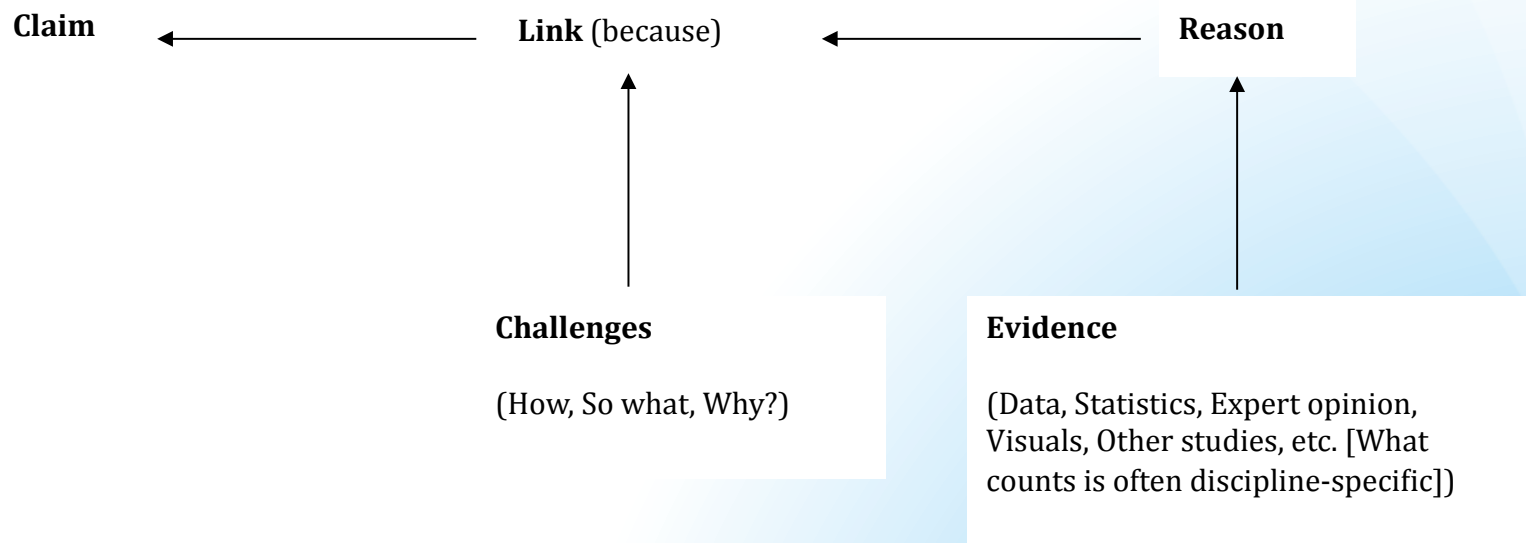 Claim
Link (because)
Reason
Challenges
(How, So what, Why?)
Evidence
(Data, Statistics, Expert opinion,
Visuals, Other studies, etc. [What
counts is often discipline-specific])